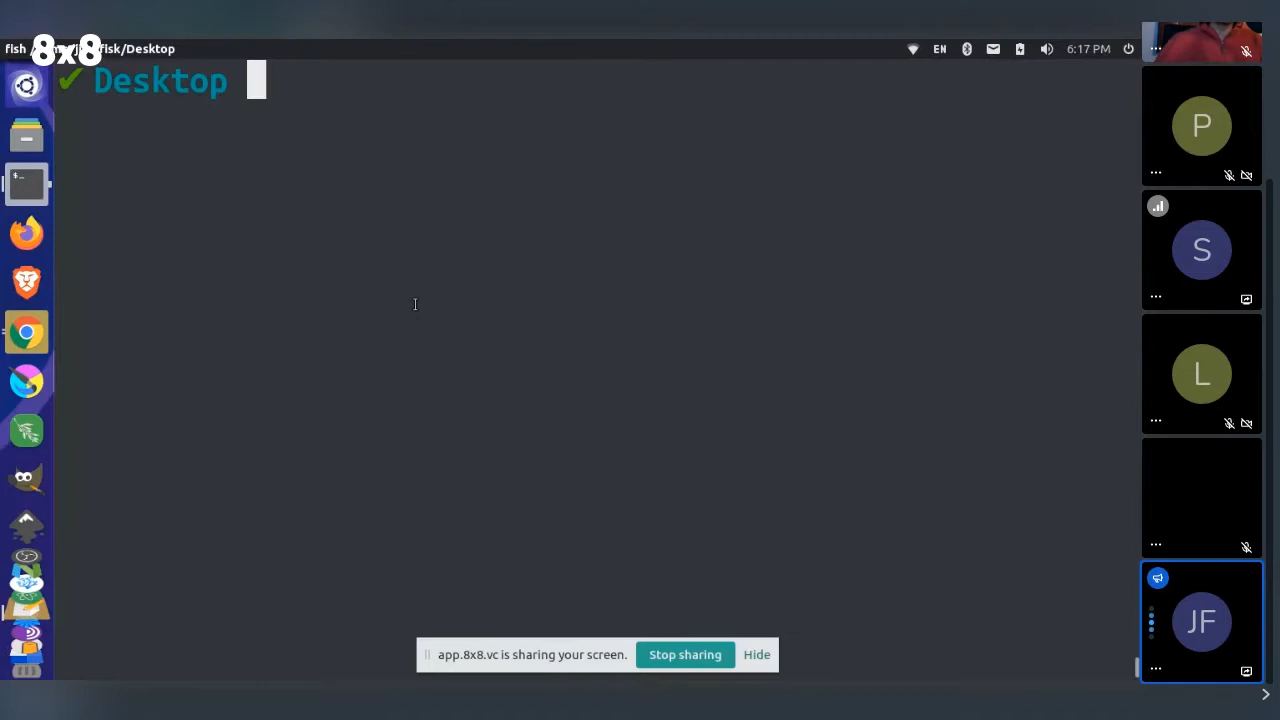 fish /
fisk/Desktop
8x8
EN
6:17 PM
✔ Desktop
$_
P
S
L
JF
app.8x8.vc is sharing your screen.
Stop sharing
Hide